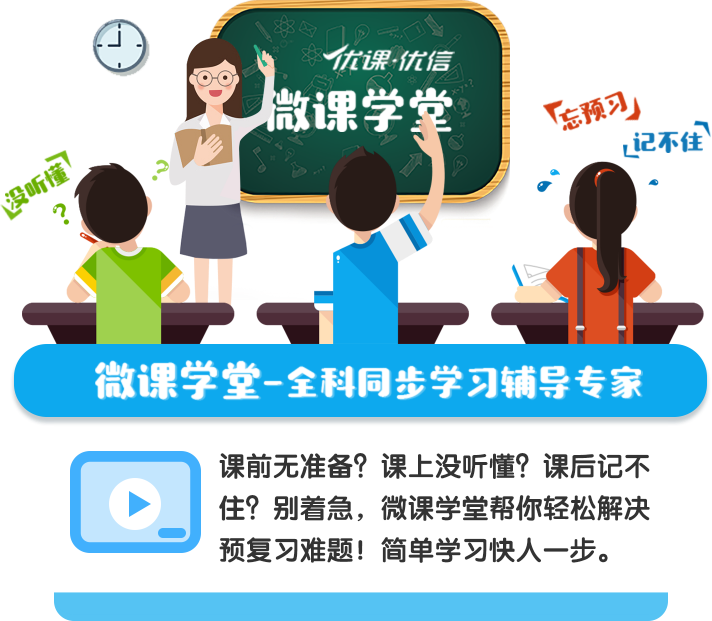 优课·优信
微课学堂
忘预习
记不住
没听懂
?
?
微课学堂-全科同步学习辅导专家
课前无准备？课上没听懂？课后记不
住？别着急，微课学堂帮你轻松解决
预复习难题！简单学习快人一步。